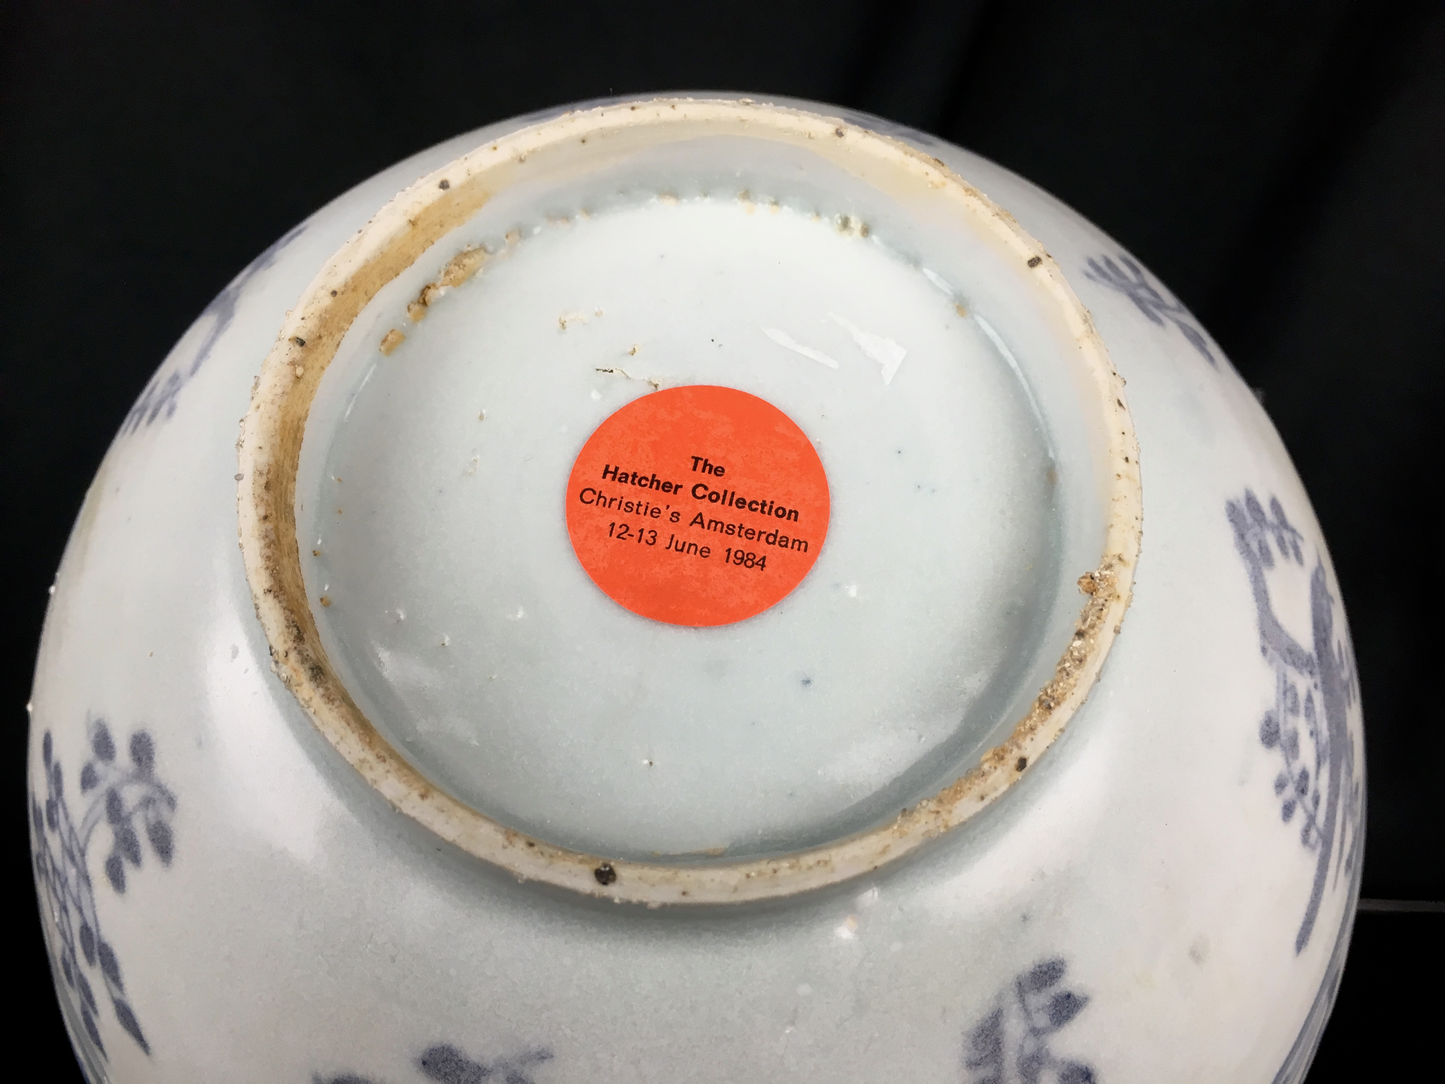 The
Hatcher Collection
Christie's Amsterdam
12-13 June 1984